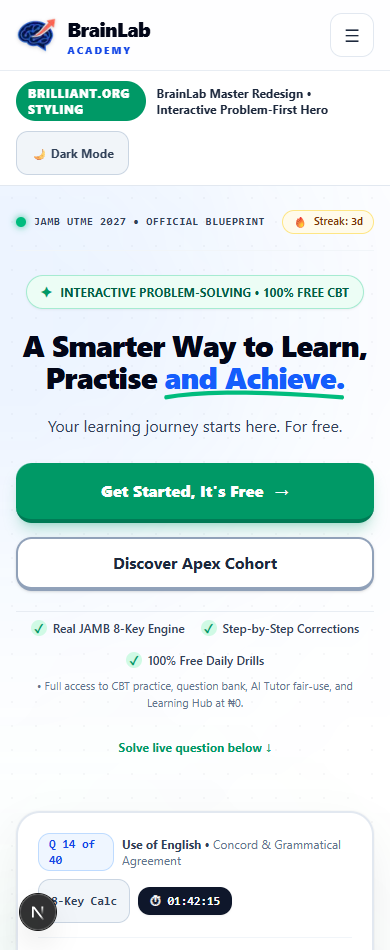 BrainLab
ACADEMY
☰
BRILLIANT.ORG
STYLING
BrainLab Master Redesign •
Interactive Problem-First Hero
🌙 Dark Mode
JAMB UTME 2027 • OFFICIAL BLUEPRINT
🔥 Streak: 3d
✦ INTERACTIVE PROBLEM-SOLVING • 100% FREE CBT
A Smarter Way to Learn,
Practise and Achieve.
Your learning journey starts here. For free.
Get Started, It's Free →
Discover Apex Cohort
✓ Real JAMB 8-Key Engine
✓ Step-by-Step Corrections
✓ 100% Free Daily Drills
• Full access to CBT practice, question bank, AI Tutor fair-use, and
Learning Hub at ₦0.
Solve live question below ↓
Q 14 of
40
Use of English • Concord & Grammatical
Agreement
8-Key Calc
⏱ 01:42:15
N